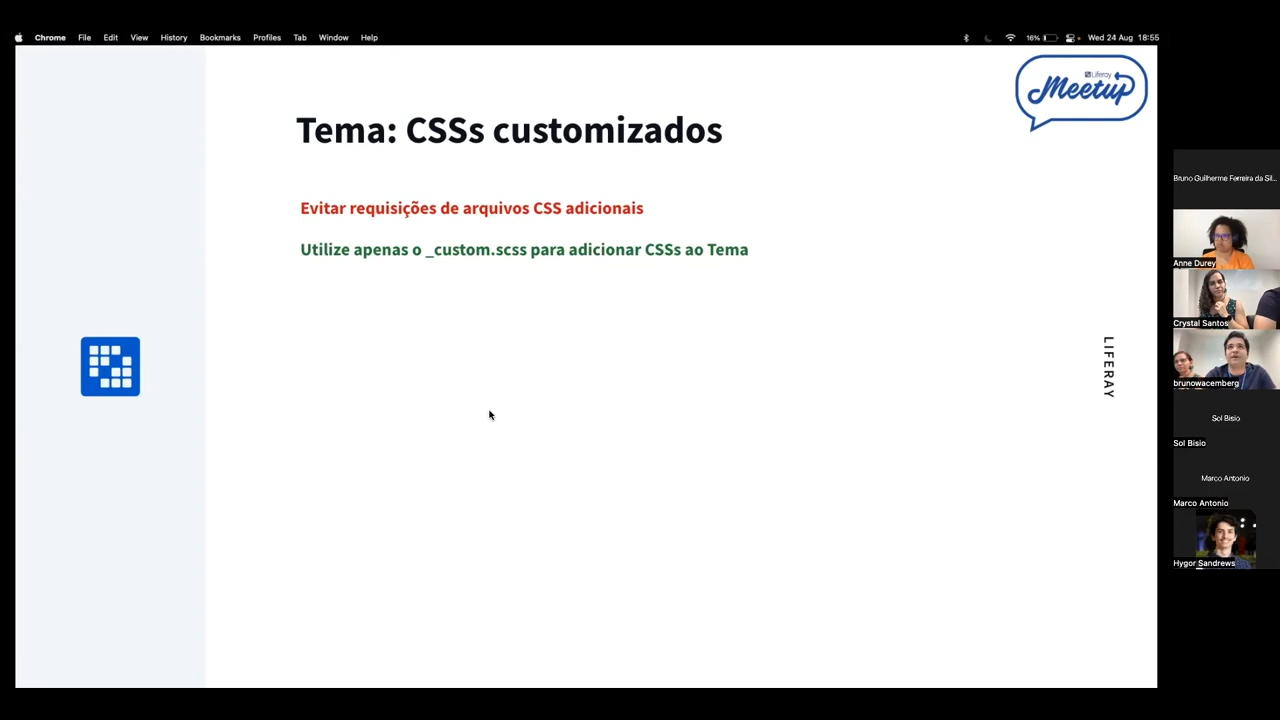 Chrome File Edit View History Bookmarks Profiles Tab Window Help 16% Wed 24 Aug 18:55
Liferay
Meetup
Tema: CSSs customizados
Evitar requisições de arquivos CSS adicionais
Utilize apenas o _custom.scss para adicionar CSSs ao Tema
LIFERAY
Bruno Guilherme Ferreira da Sil...
Anne Durey
Crystal Santos
brunowacemberg
Sol Bisio
Sol Bisio
Marco Antonio
Marco Antonio
Hygor Sandrews